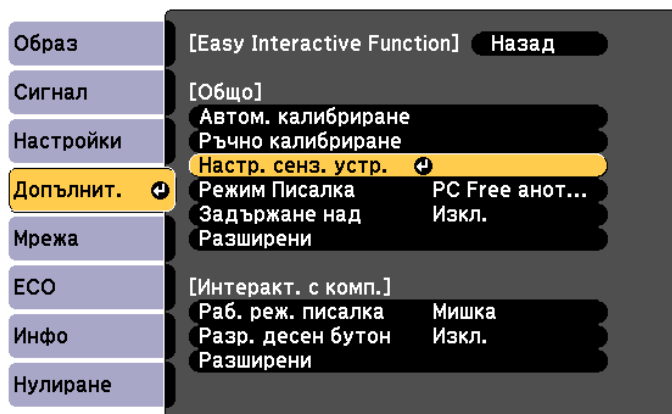 Образ
Сигнал
Настройки
Допълнит.
Мрежа
ECO
Инфо
Нулиране
[Easy Interactive Function] Назад
[Общо]
Автом. калибриране
Ръчно калибриране
Настр. сенз. устр.
Режим Писалка PC Free анот...
Задържане над Изкл.
Разширени
[Интеракт. с комп.]
Раб. реж. писалка Мишка
Разр. десен бутон Изкл.
Разширени